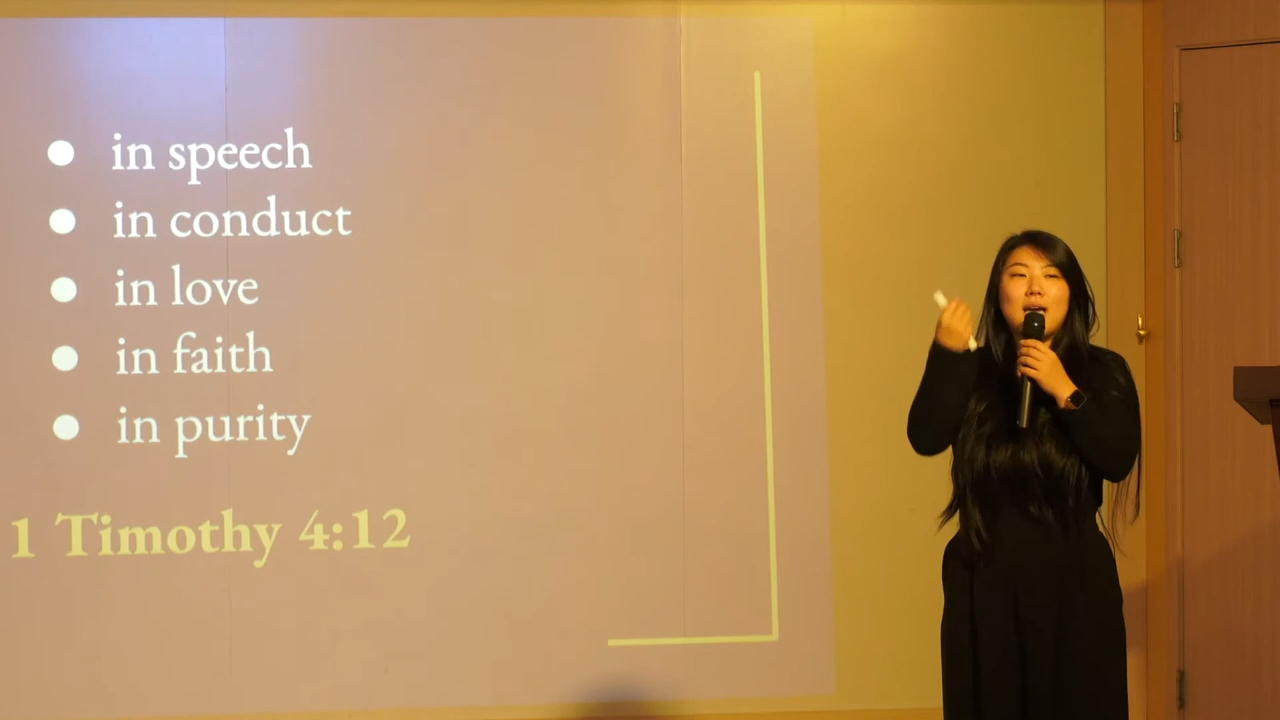 ● in speech
● in conduct
● in love
● in faith
● in purity
1 Timothy 4:12